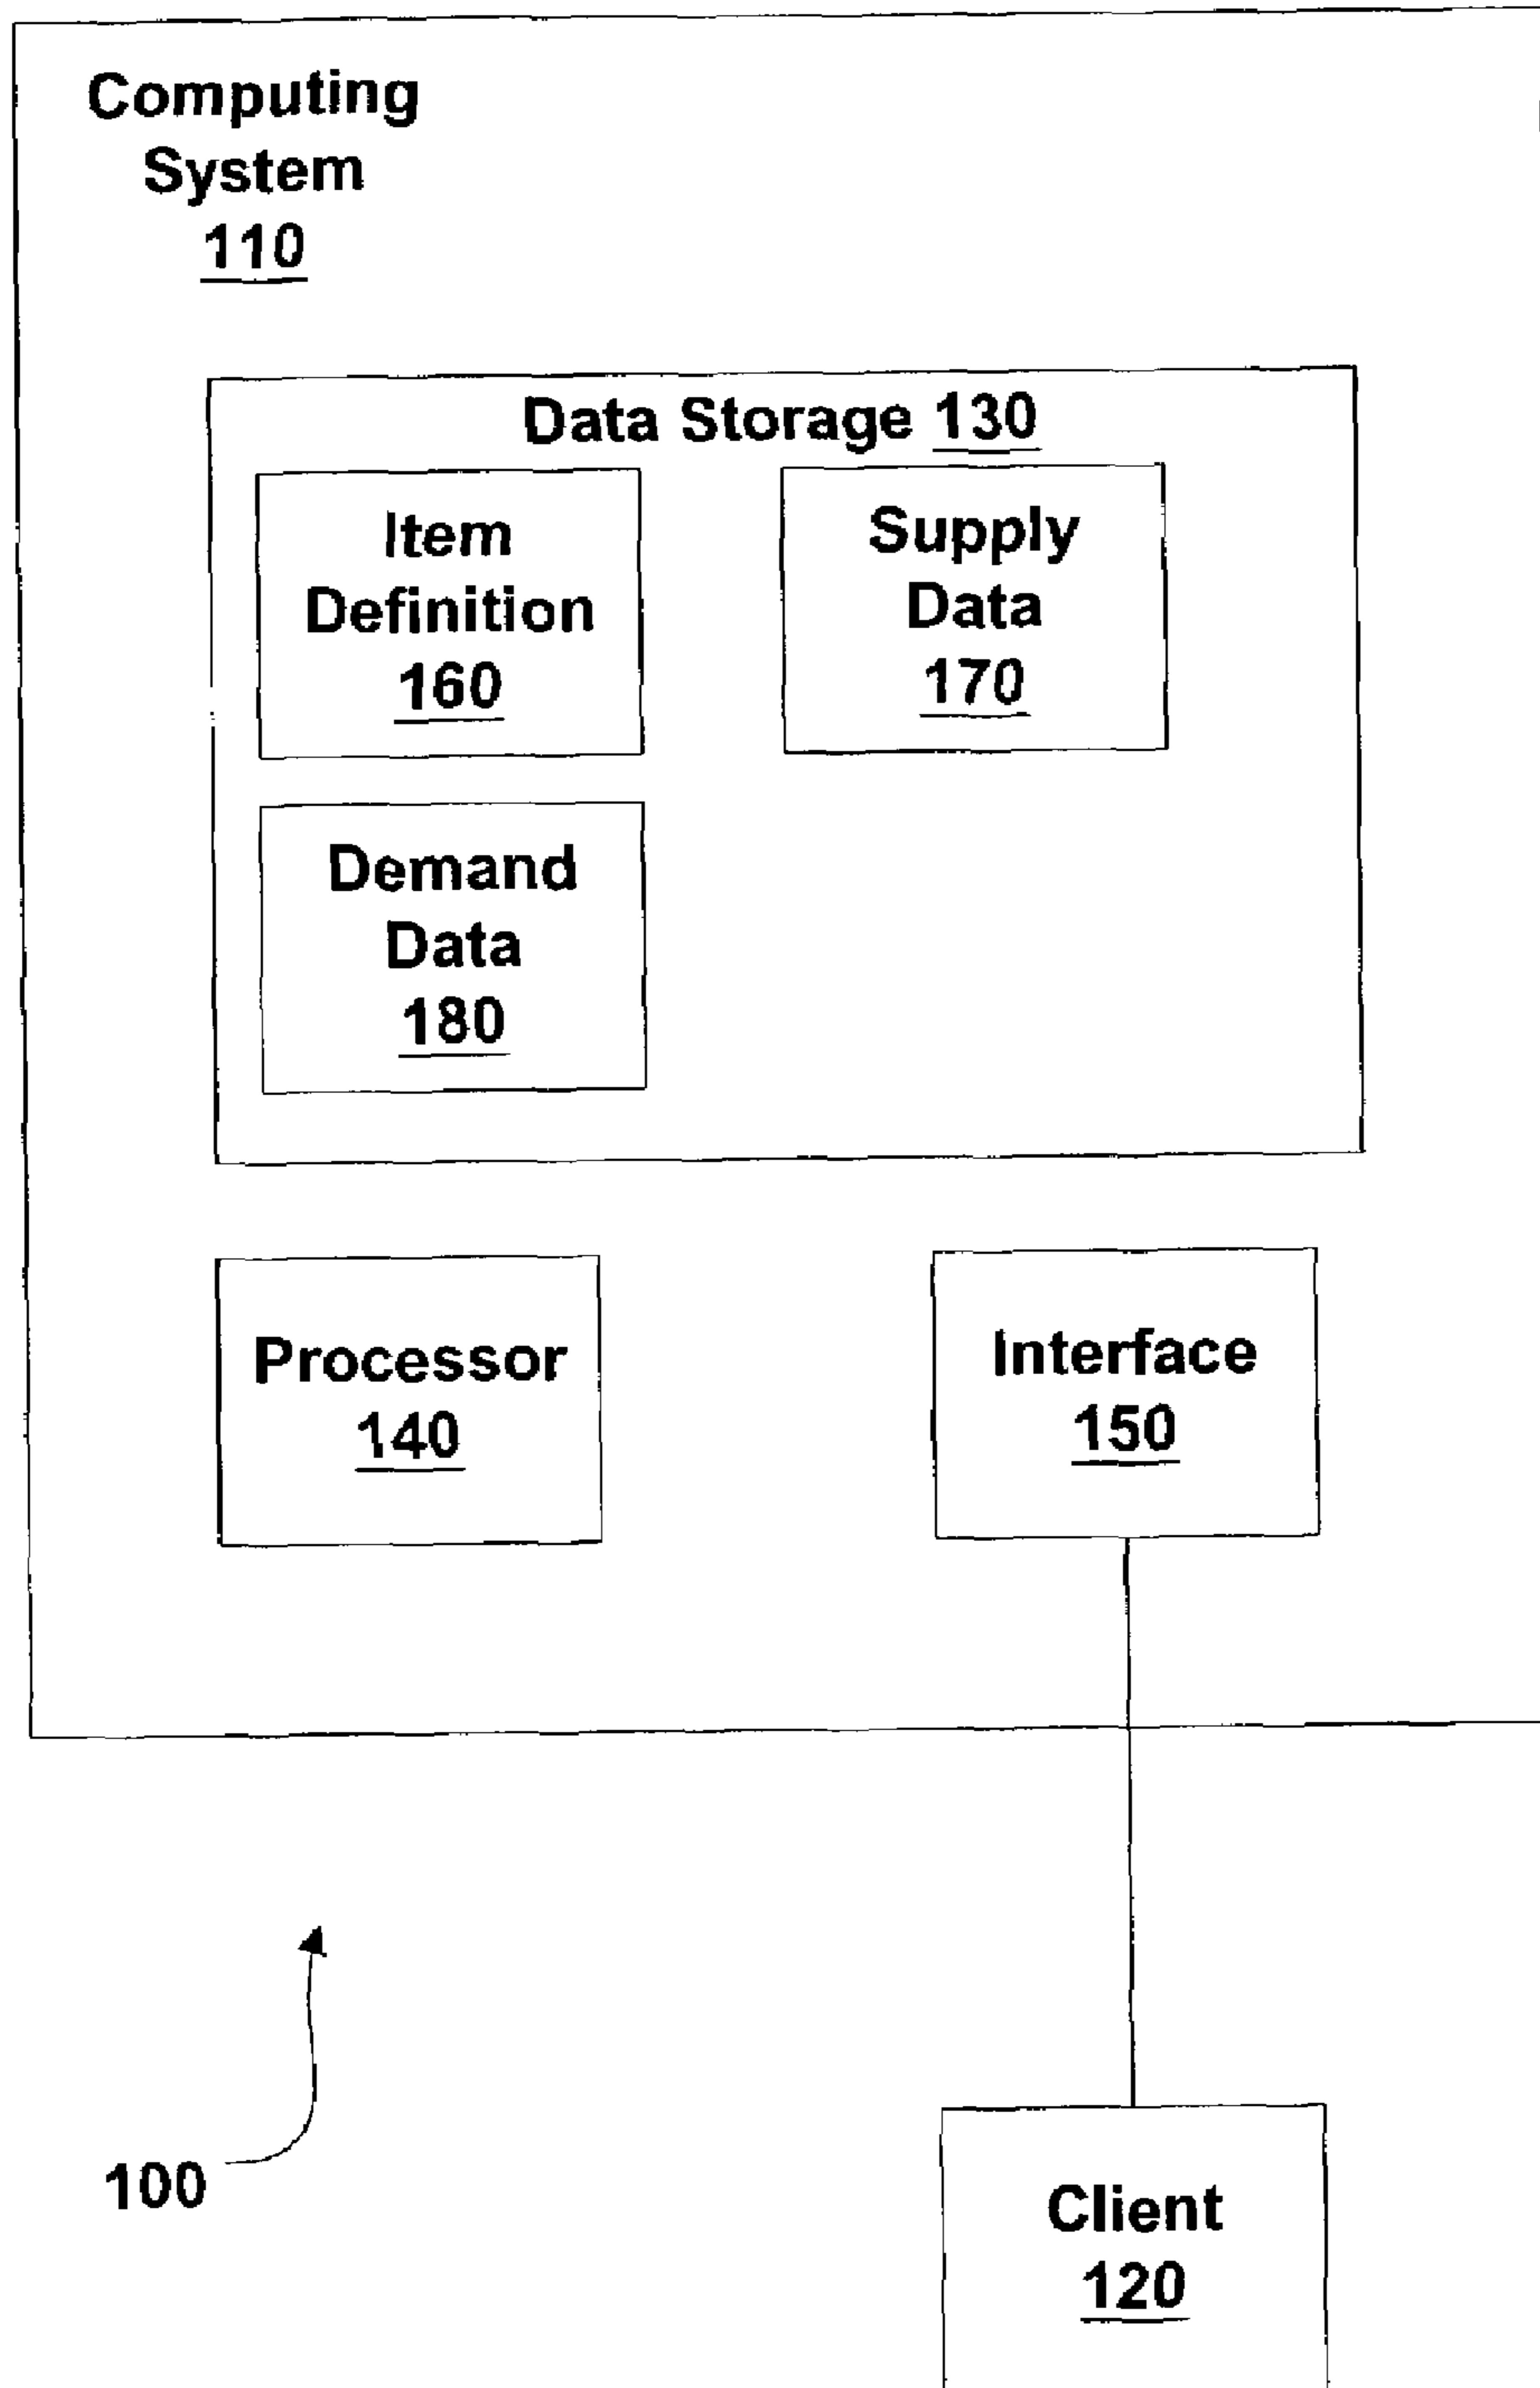 Computing
System
110
Data Storage 130
Item
Definition
160
Supply
Data
170
Demand
Data
180
Processor
140
Interface
150
100
Client
120